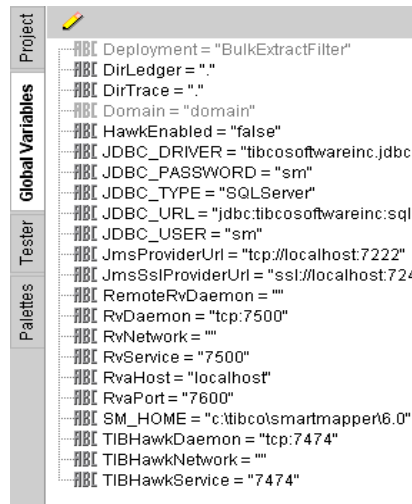 Project
Global Variables
Tester
Palettes
ABC Deployment = "BulkExtractFilter"
ABC DirLedger = "."
ABC DirTrace = "."
ABC Domain = "domain"
ABC HawkEnabled = "false"
ABC JDBC_DRIVER = "tibcosoftwareinc.jdbc
ABC JDBC_PASSWORD = "sm"
ABC JDBC_TYPE = "SQLServer"
ABC JDBC_URL = "jdbc:tibcosoftwareinc:sql
ABC JDBC_USER = "sm"
ABC JmsProviderUrl = "tcp://localhost:7222"
ABC JmsSslProviderUrl = "ssl://localhost:724
ABC RemoteRvDaemon = ""
ABC RvDaemon = "tcp:7500"
ABC RvNetwork = ""
ABC RvService = "7500"
ABC RvaHost = "localhost"
ABC RvaPort = "7600"
ABC SM_HOME = "c:\tibco\smartmapper\6.0"
ABC TIBHawkDaemon = "tcp:7474"
ABC TIBHawkNetwork = ""
ABC TIBHawkService = "7474"